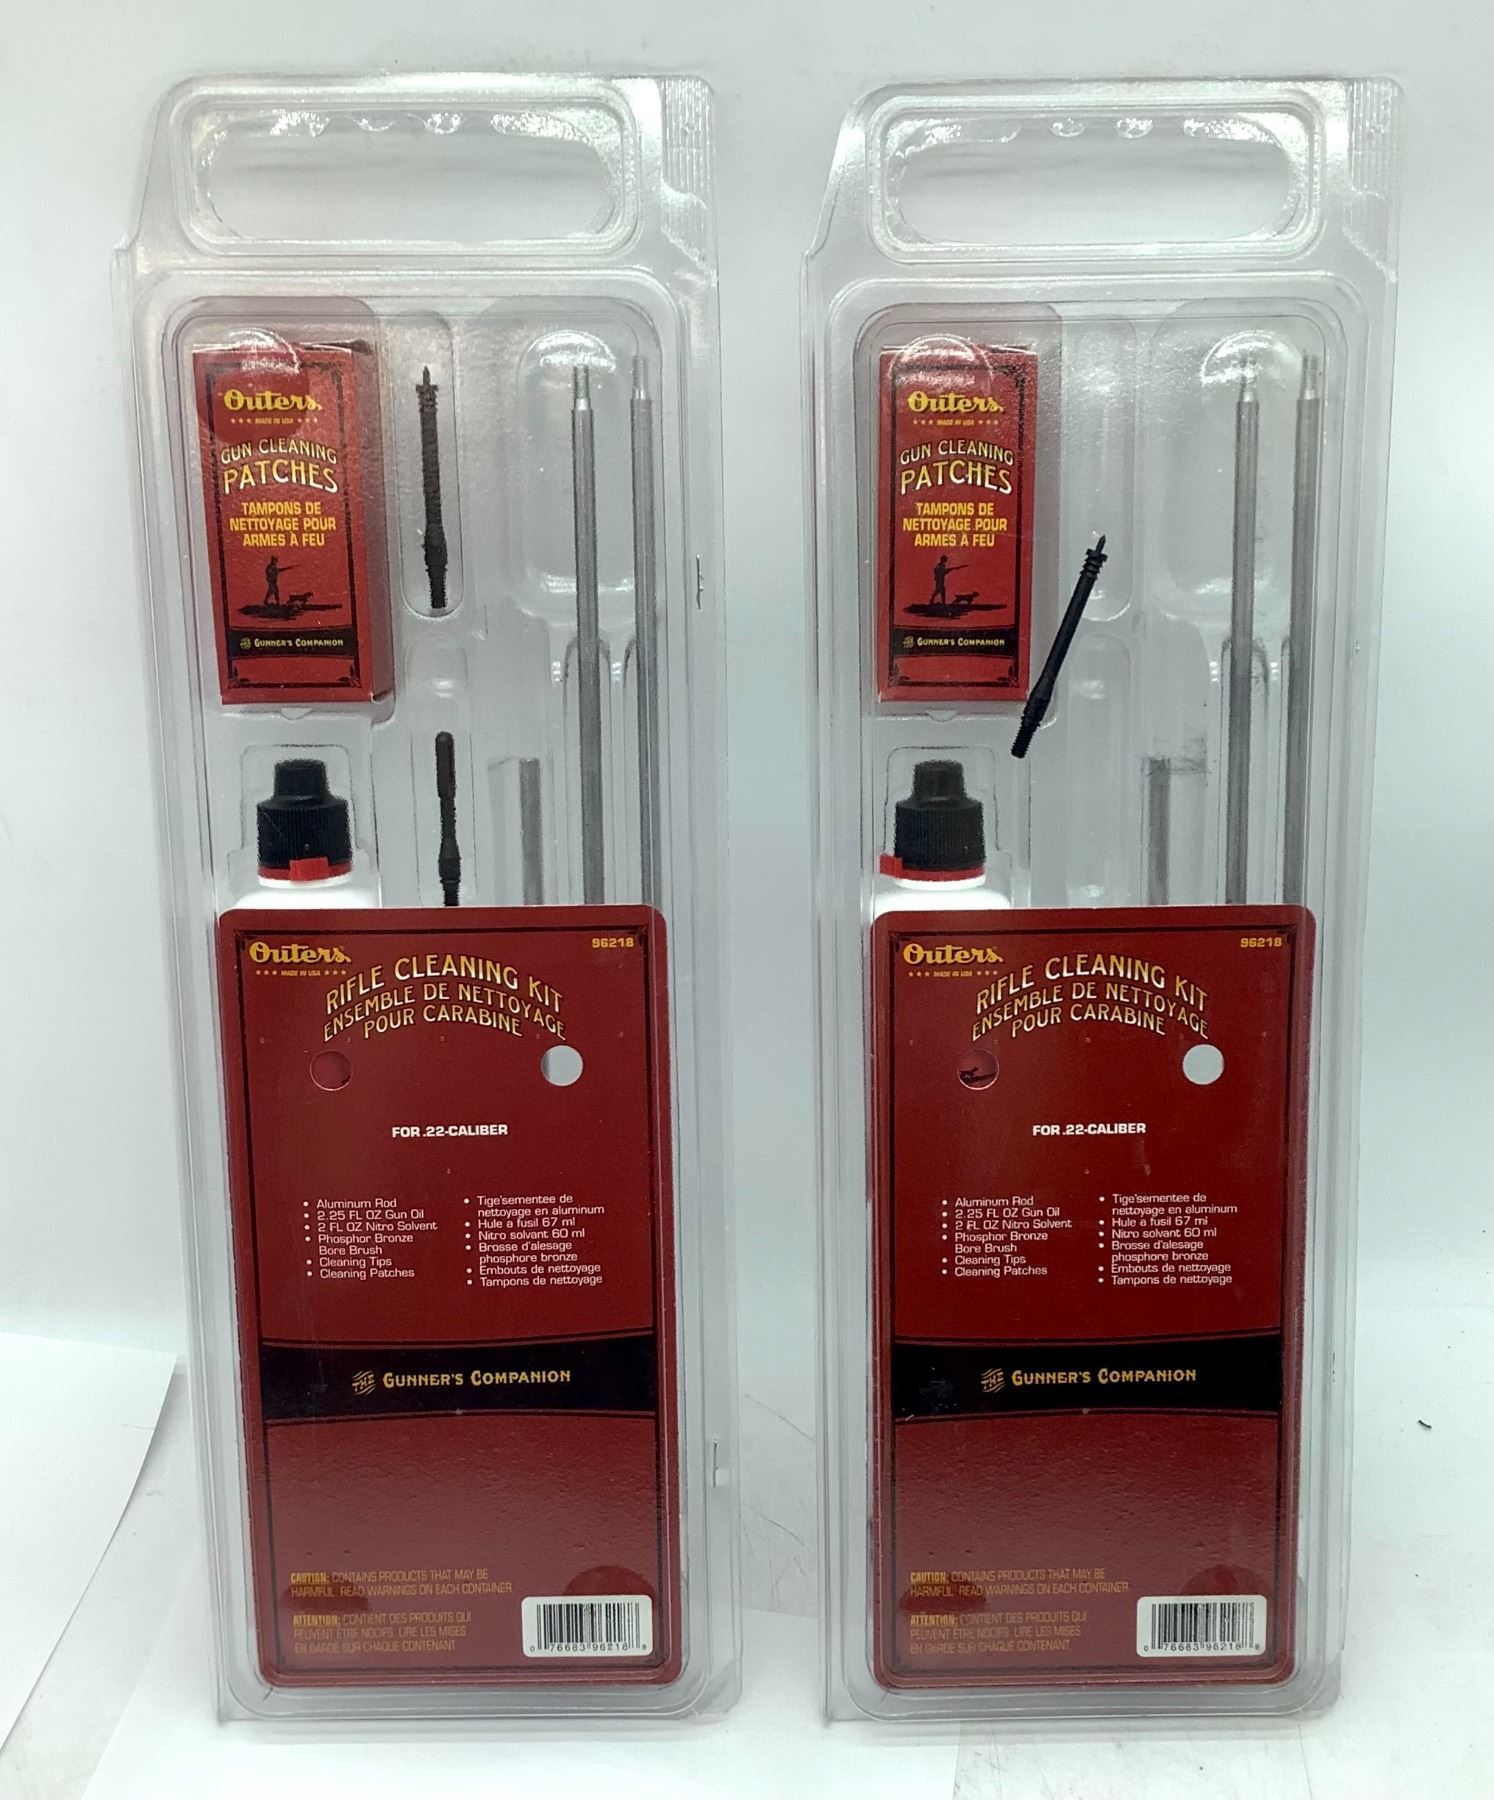 Outers
★★★ MADE IN USA ★★★
GUN CLEANING
PATCHES
TAMPONS DE
NETTOYAGE POUR
ARMES À FEU
THE GUNNER'S COMPANION
Outers
96218
★★★ MADE IN USA ★★★
RIFLE CLEANING KIT
ENSEMBLE DE NETTOYAGE
POUR CARABINE
FOR .22-CALIBER
• Aluminum Rod
• 2.25 FL OZ Gun Oil
• 2 FL OZ Nitro Solvent
• Phosphor Bronze
Bore Brush
• Cleaning Tips
• Cleaning Patches
• Tige'sementee de
nettoyage en aluminum
• Hule a fusil 67 ml
• Nitro solvant 60 ml
• Brosse d'alesage
phosphore bronze
• Embouts de nettoyage
• Tampons de nettoyage
THE GUNNER'S COMPANION
CAUTION: CONTAINS PRODUCTS THAT MAY BE
HARMFUL. READ WARNINGS ON EACH CONTAINER
ATTENTION: CONTIENT DES PRODUITS QUI
PEUVENT ÊTRE NOCIFS. LIRE LES MISES
EN GARDE SUR CHAQUE CONTENANT
0 76683 96218 8
Outers
★★★ MADE IN USA ★★★
GUN CLEANING
PATCHES
TAMPONS DE
NETTOYAGE POUR
ARMES À FEU
THE GUNNER'S COMPANION
Outers
96218
★★★ MADE IN USA ★★★
RIFLE CLEANING KIT
ENSEMBLE DE NETTOYAGE
POUR CARABINE
FOR .22-CALIBER
• Aluminum Rod
• 2.25 FL OZ Gun Oil
• 2 FL OZ Nitro Solvent
• Phosphor Bronze
Bore Brush
• Cleaning Tips
• Cleaning Patches
• Tige'sementee de
nettoyage en aluminum
• Hule a fusil 67 ml
• Nitro solvant 60 ml
• Brosse d'alesage
phosphore bronze
• Embouts de nettoyage
• Tampons de nettoyage
THE GUNNER'S COMPANION
CAUTION: CONTAINS PRODUCTS THAT MAY BE
HARMFUL. READ WARNINGS ON EACH CONTAINER
ATTENTION: CONTIENT DES PRODUITS QUI
PEUVENT ÊTRE NOCIFS. LIRE LES MISES
EN GARDE SUR CHAQUE CONTENANT
0 76683 96218 8